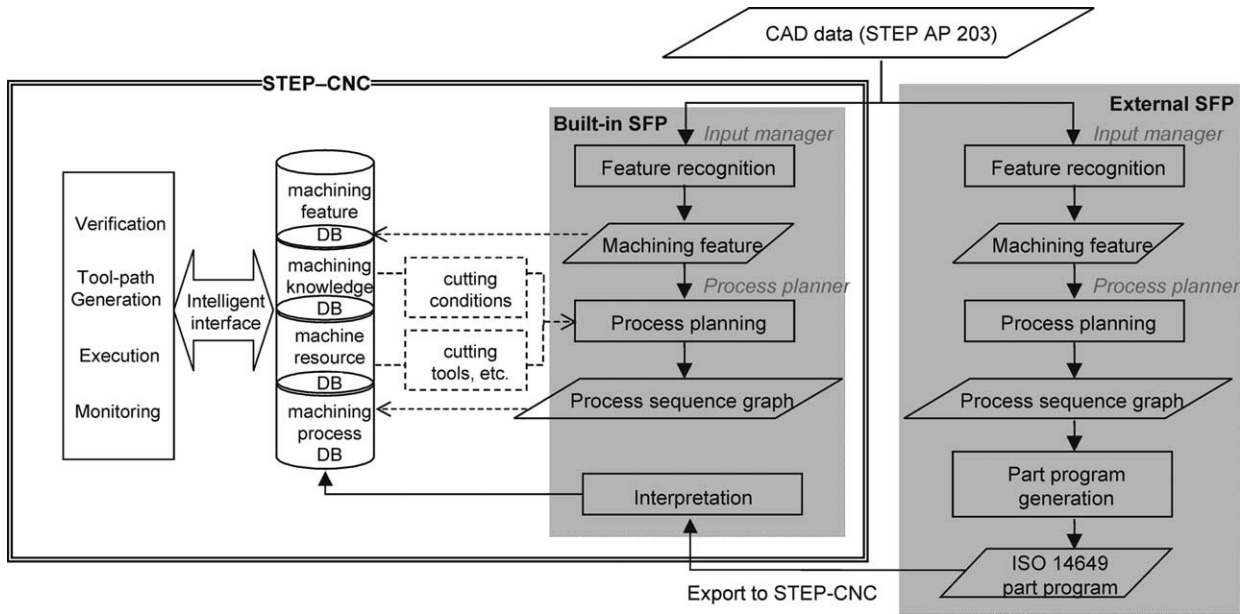 CAD data (STEP AP 203)
STEP–CNC
Verification
Tool-path
Generation
Execution
Monitoring
Intelligent
interface
machining
feature
DB
machining
knowledge
DB
machine
resource
DB
machining
process
DB
cutting
conditions
cutting
tools, etc.
Built-in SFP
Input manager
Feature recognition
Machining feature
Process planner
Process planning
Process sequence graph
Interpretation
External SFP
Input manager
Feature recognition
Machining feature
Process planner
Process planning
Process sequence graph
Part program
generation
ISO 14649
part program
Export to STEP-CNC